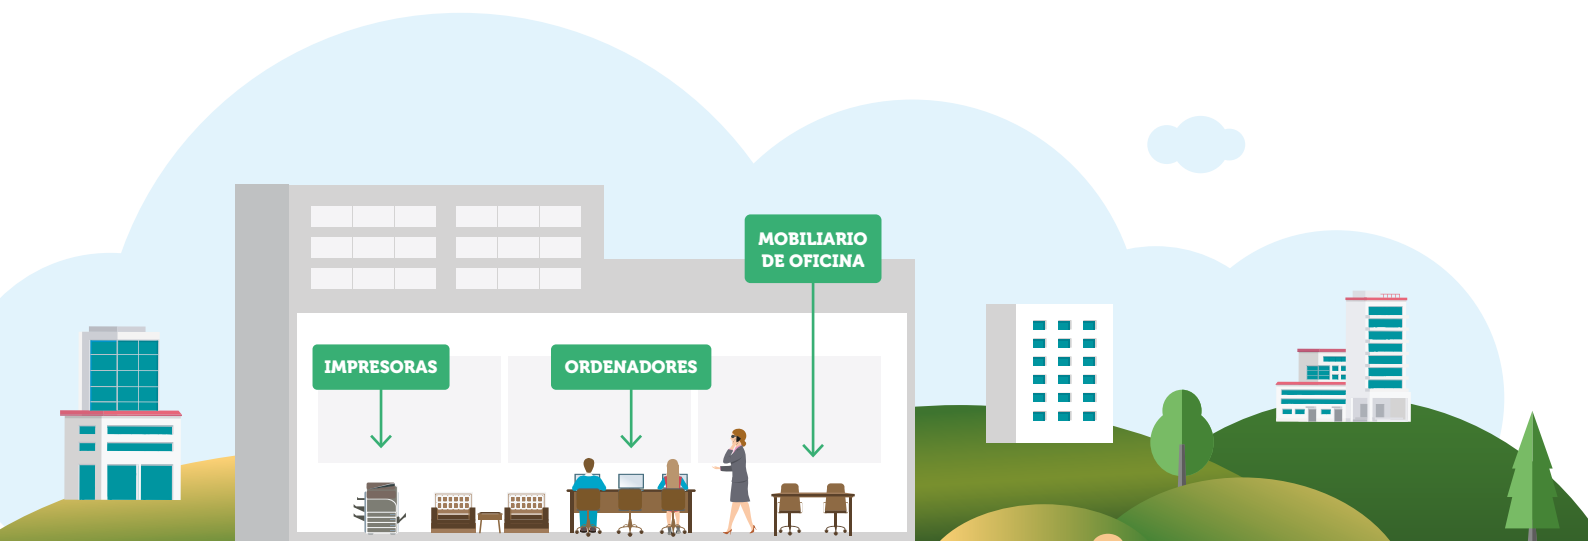 MOBILIARIO
DE OFICINA
IMPRESORAS
ORDENADORES